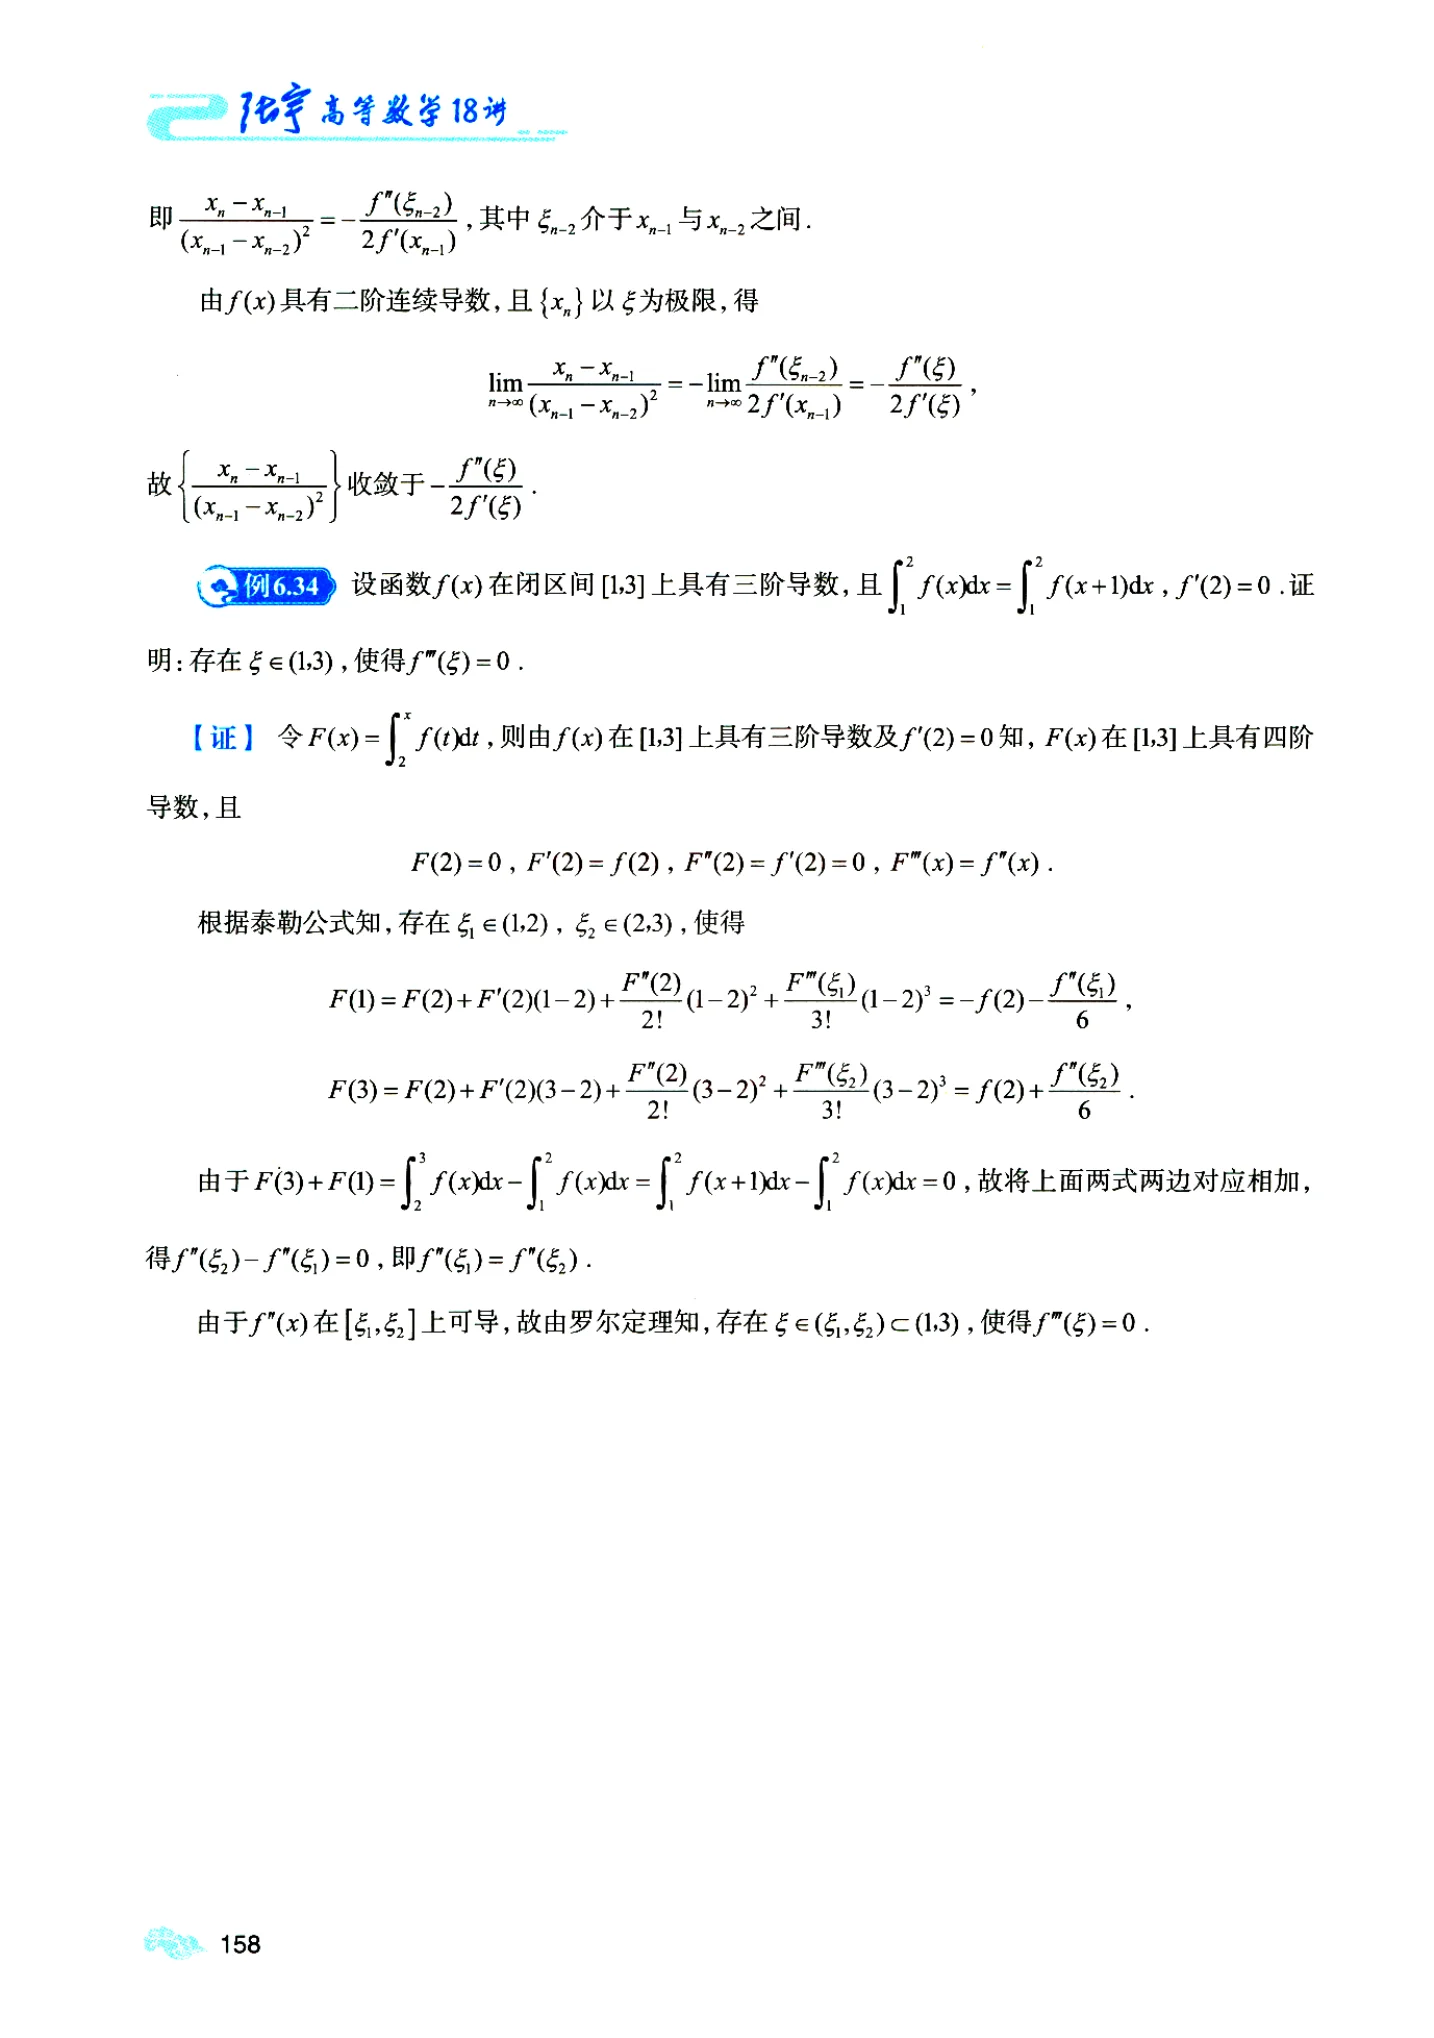 张宇高等数学18讲
即 $\frac{x_n-x_{n-1}}{(x_{n-1}-x_{n-2})^2}=-\frac{f''(\xi_{n-2})}{2f'(x_{n-1})}$,其中 $\xi_{n-2}$ 介于 $x_{n-1}$ 与 $x_{n-2}$ 之间.
由 $f(x)$ 具有二阶连续导数,且 $\{x_n\}$ 以 $\xi$ 为极限,得
$\lim_{n\to\infty}\frac{x_n-x_{n-1}}{(x_{n-1}-x_{n-2})^2}=-\lim_{n\to\infty}\frac{f''(\xi_{n-2})}{2f'(x_{n-1})}=-\frac{f''(\xi)}{2f'(\xi)}$,
故 $\left\{\frac{x_n-x_{n-1}}{(x_{n-1}-x_{n-2})^2}\right\}$ 收敛于 $-\frac{f''(\xi)}{2f'(\xi)}$.
例6.34 设函数 $f(x)$ 在闭区间 $[1,3]$ 上具有三阶导数,且 $\int_1^2 f(x)dx=\int_1^2 f(x+1)dx$,$f'(2)=0$.证
明:存在 $\xi\in(1,3)$,使得 $f'''(\xi)=0$.
【证】 令 $F(x)=\int_2^x f(t)dt$,则由 $f(x)$ 在 $[1,3]$ 上具有三阶导数及 $f'(2)=0$ 知,$F(x)$ 在 $[1,3]$ 上具有四阶
导数,且
$F(2)=0$,$F'(2)=f(2)$,$F''(2)=f'(2)=0$,$F'''(x)=f''(x)$.
根据泰勒公式知,存在 $\xi_1\in(1,2)$,$\xi_2\in(2,3)$,使得
$F(1)=F(2)+F'(2)(1-2)+\frac{F''(2)}{2!}(1-2)^2+\frac{F'''(\xi_1)}{3!}(1-2)^3=-f(2)-\frac{f''(\xi_1)}{6}$,
$F(3)=F(2)+F'(2)(3-2)+\frac{F''(2)}{2!}(3-2)^2+\frac{F'''(\xi_2)}{3!}(3-2)^3=f(2)+\frac{f''(\xi_2)}{6}$.
由于 $F(3)+F(1)=\int_2^3 f(x)dx-\int_1^2 f(x)dx=\int_1^2 f(x+1)dx-\int_1^2 f(x)dx=0$,故将上面两式两边对应相加,
得 $f''(\xi_2)-f''(\xi_1)=0$,即 $f''(\xi_1)=f''(\xi_2)$.
由于 $f''(x)$ 在 $[\xi_1,\xi_2]$ 上可导,故由罗尔定理知,存在 $\xi\in(\xi_1,\xi_2)\subset(1,3)$,使得 $f'''(\xi)=0$.
158